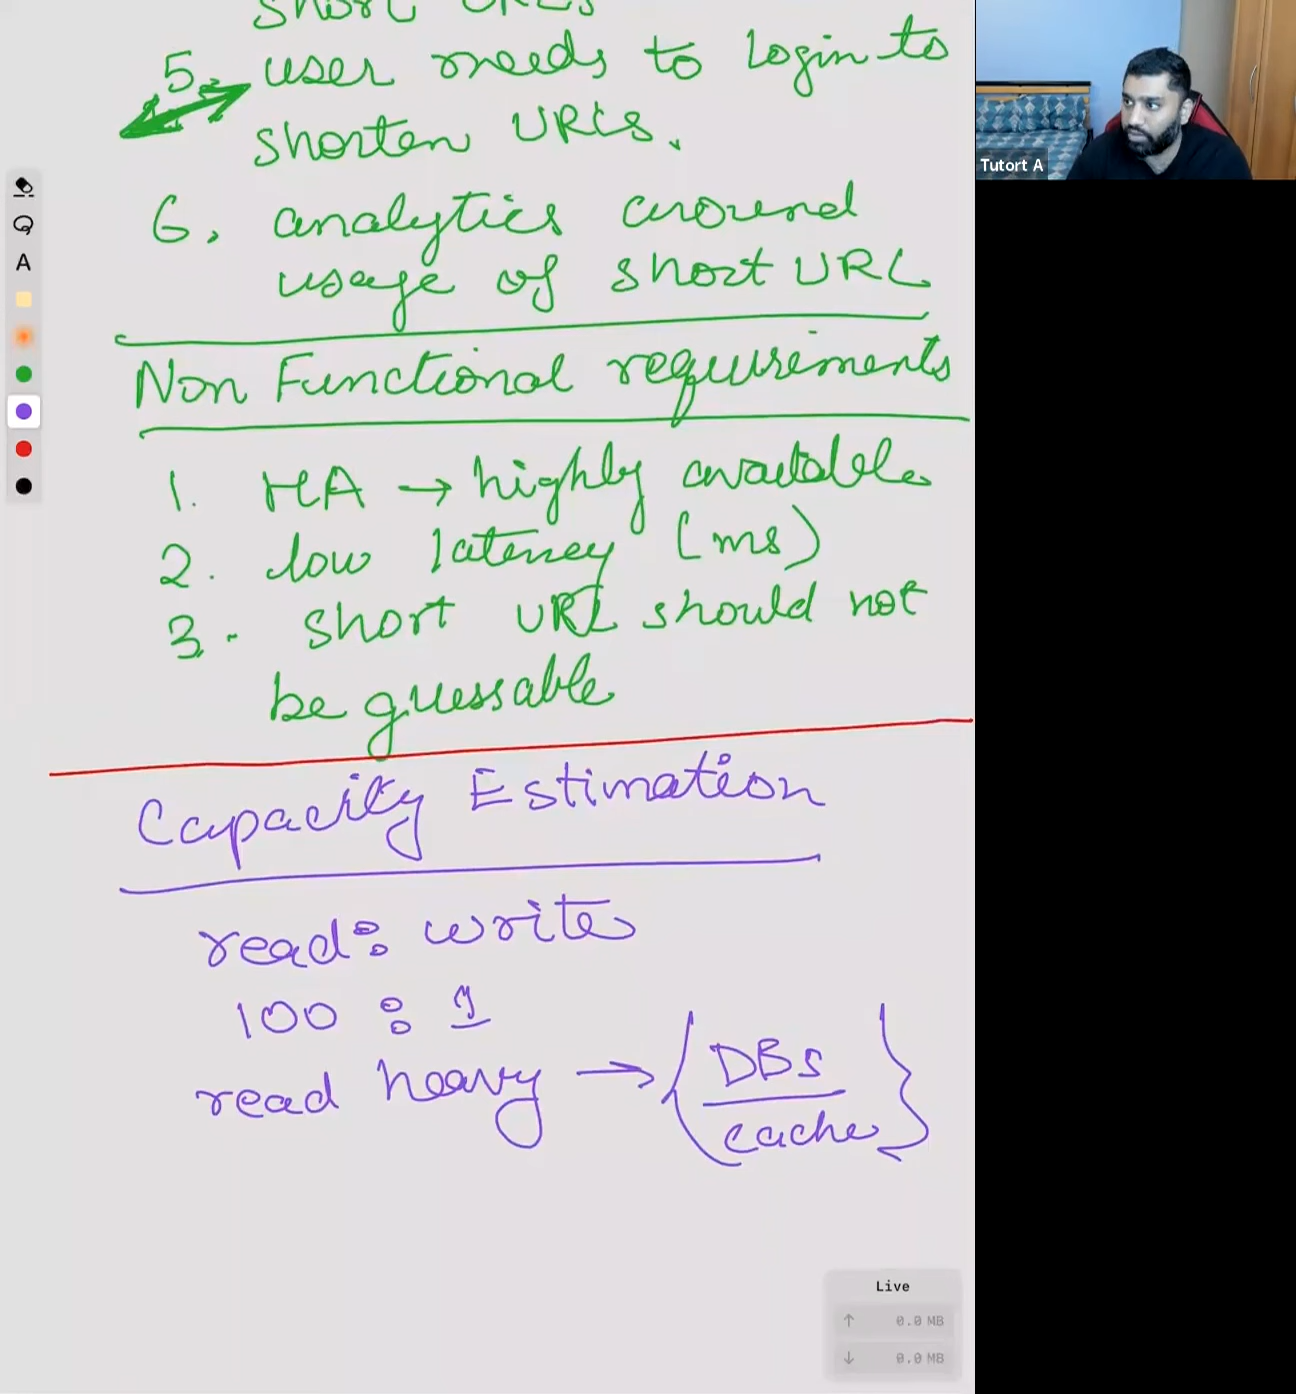 short URLs
5. user needs to login to
shorten URLs.
6. analytics around
usage of short URL
Non Functional requirements
1. HA → highly available
2. low latency (ms)
3. short URL should not
be guessable
Capacity Estimation
read : write
100 : 1
read heavy → { DBs
cache }
A
Tutort A
Live
↑ 0.0 MB
↓ 0.0 MB